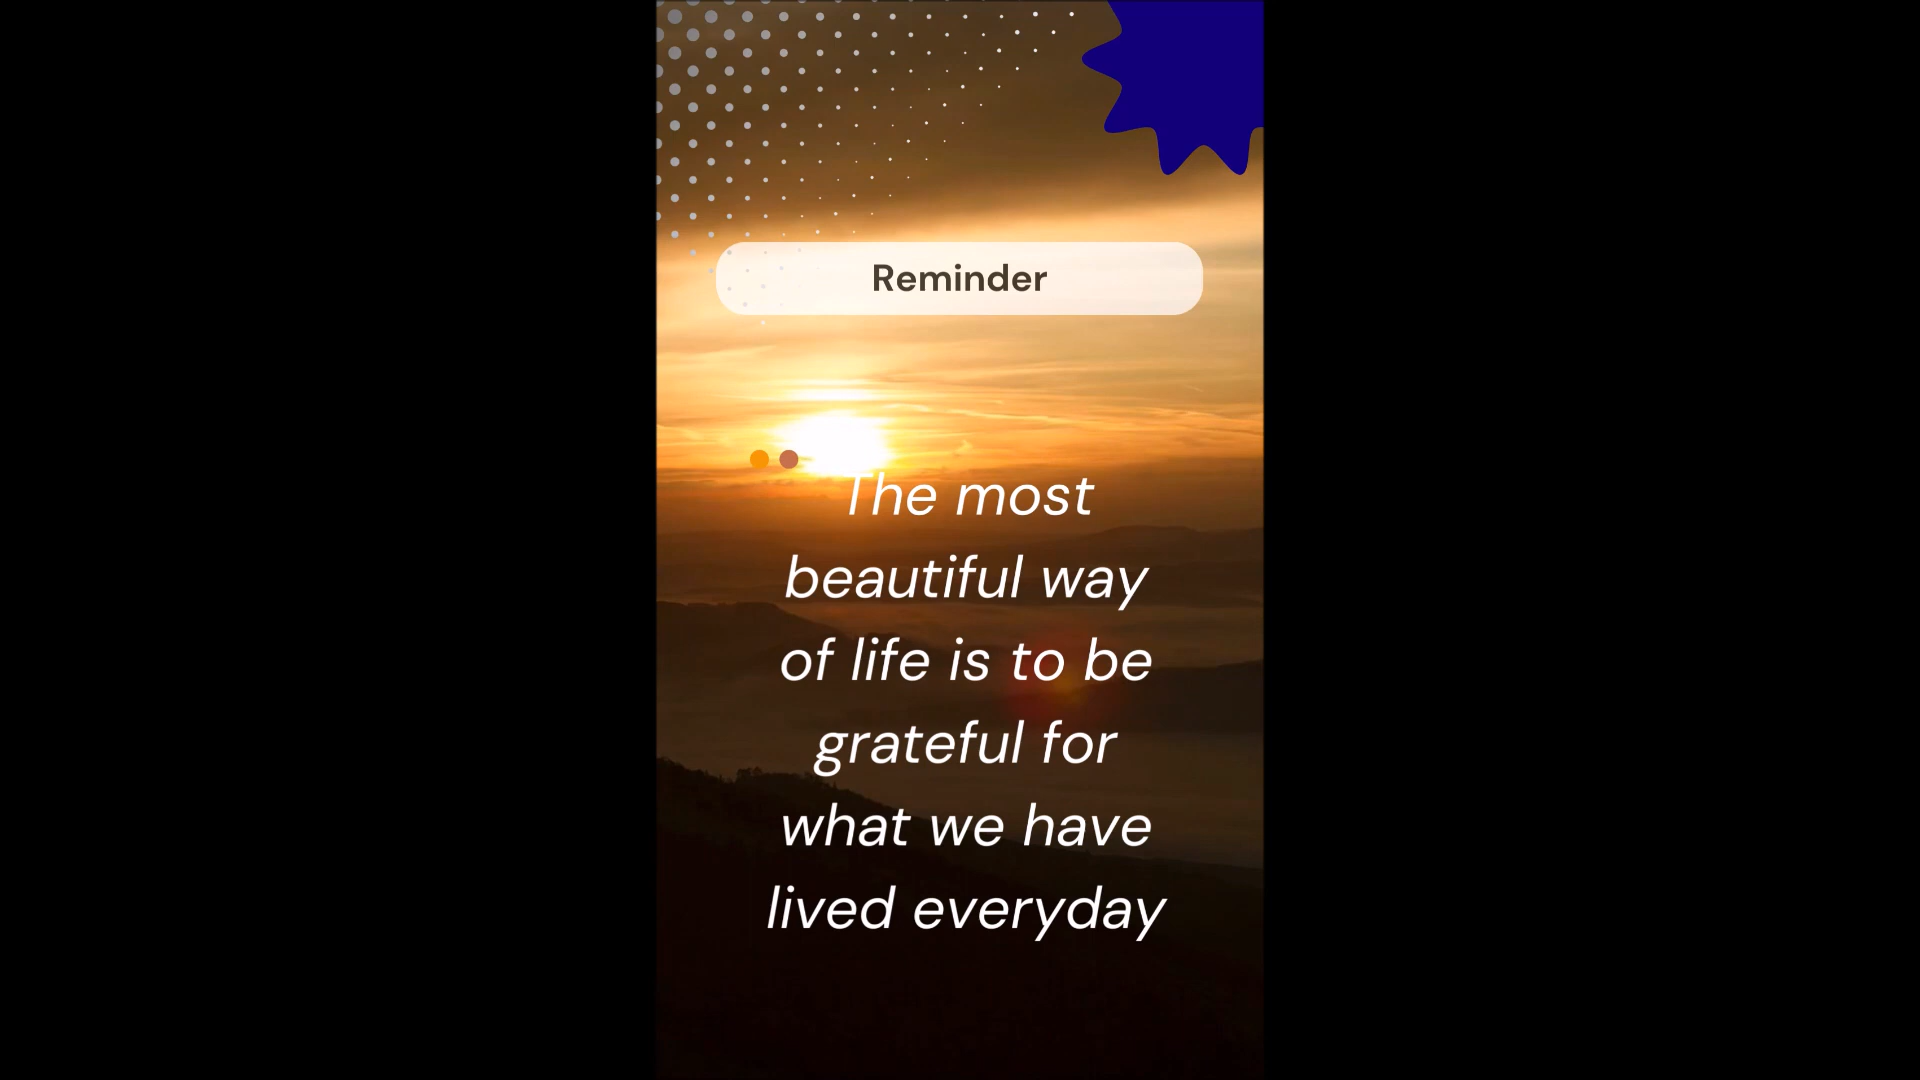 Reminder
The most
beautiful way
of life is to be
grateful for
what we have
lived everyday